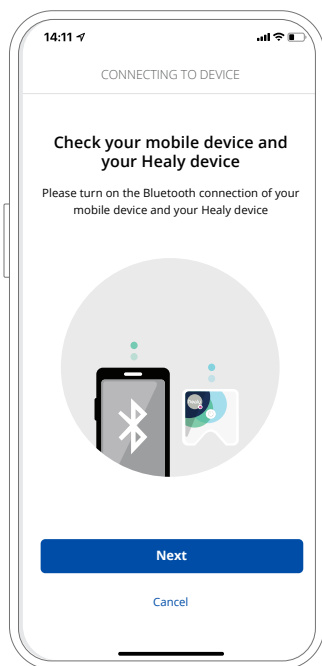 14:11
CONNECTING TO DEVICE
Check your mobile device and
your Healy device
Please turn on the Bluetooth connection of your
mobile device and your Healy device
healy
Next
Cancel